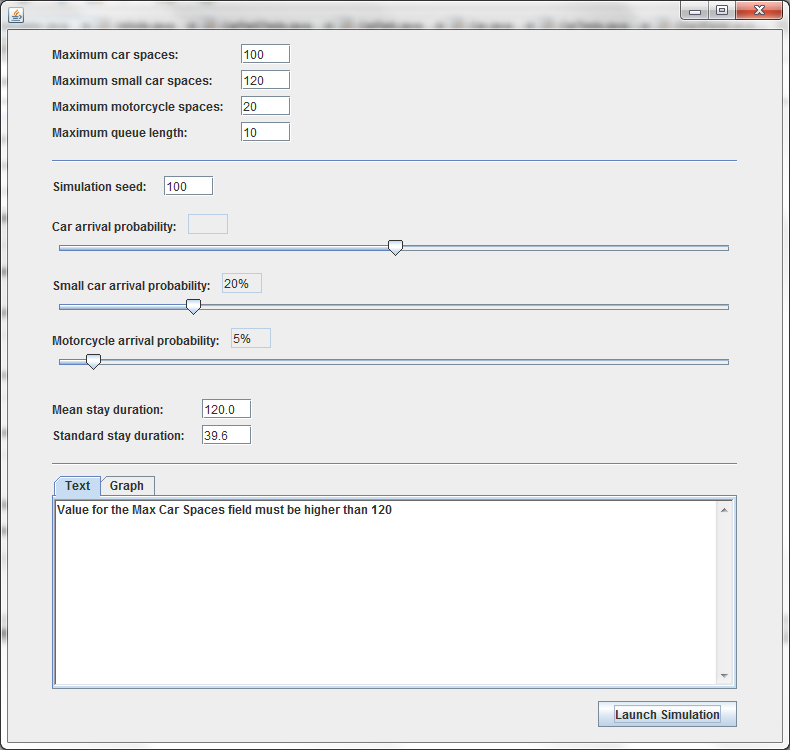 Maximum car spaces: 100
Maximum small car spaces: 120
Maximum motorcycle spaces: 20
Maximum queue length: 10
Simulation seed: 100
Car arrival probability:
Small car arrival probability: 20%
Motorcycle arrival probability: 5%
Mean stay duration: 120.0
Standard stay duration: 39.6
Text Graph
Value for the Max Car Spaces field must be higher than 120
Launch Simulation